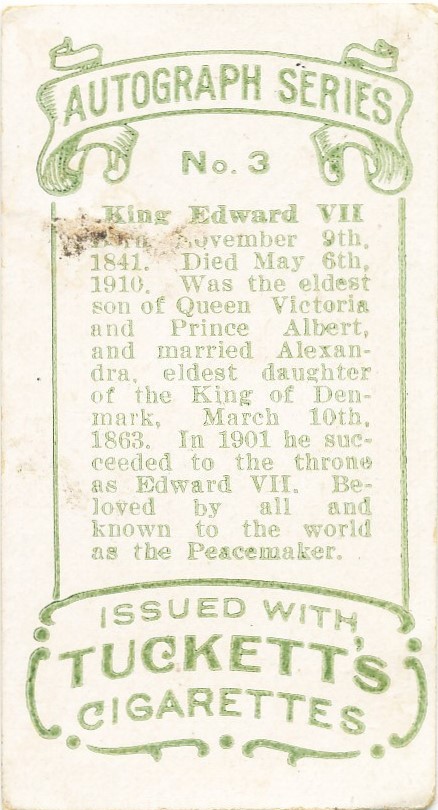 AUTOGRAPH SERIES
No. 3
King Edward VII
Born November 9th,
1841. Died May 6th,
1910. Was the eldest
son of Queen Victoria
and Prince Albert,
and married Alexan-
dra, eldest daughter
of the King of Den-
mark, March 10th,
1863. In 1901 he suc-
ceeded to the throne
as Edward VII. Be-
loved by all and
known to the world
as the Peacemaker.
ISSUED WITH
TUCKETT'S
CIGARETTES